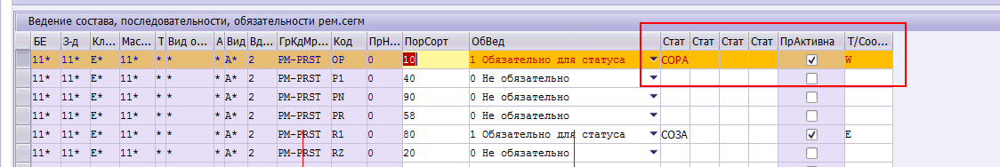 Ведение состава, последовательности, обязательности рем.сегм
БЕ З-д Кл... Мас... Т Вид о... А Вид Вд... ГрКдМр... Код ПрН... ПорСорт ОбВед Стат Стат Стат Стат ПрАктивна Т/Соо...
11* 11* E* 11* * * * A* 2 PM-PRST OP 0 10 1 Обязательно для статуса СОРА W
11* 11* E* 11* * * * A* 2 PM-PRST P1 0 40 0 Не обязательно
11* 11* E* 11* * * * A* 2 PM-PRST PN 0 90 0 Не обязательно
11* 11* E* 11* * * * A* 2 PM-PRST PR 0 58 0 Не обязательно
11* 11* E* 11* * * * A* 2 PM-PRST R1 0 80 1 Обязательно для статуса СОЗА E
11* 11* E* 11* * * * A* 2 PM-PRST RZ 0 20 0 Не обязательно